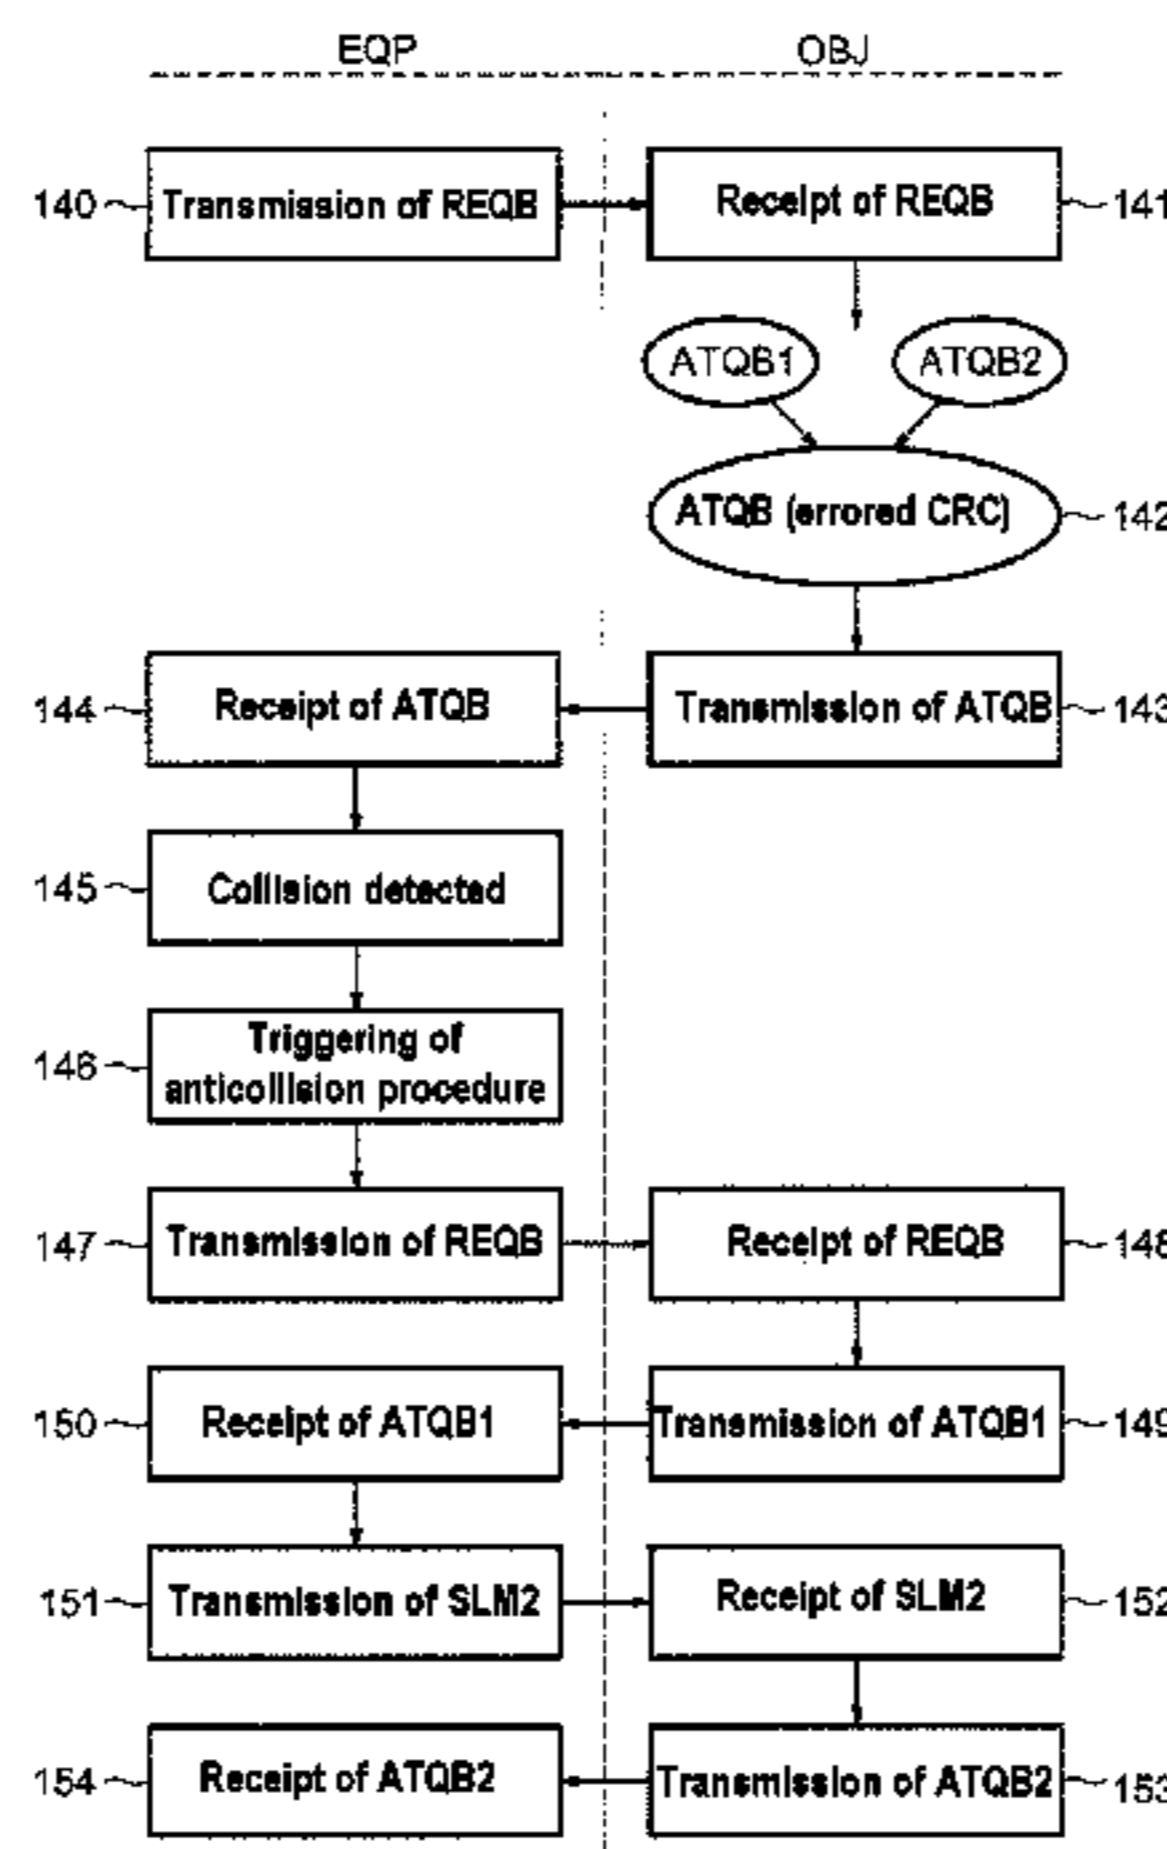 EQP OBJ
140 Transmission of REQB Receipt of REQB 141
ATQB1 ATQB2
ATQB (errored CRC) 142
144 Receipt of ATQB Transmission of ATQB 143
145 Collision detected
146 Triggering of
anticollision procedure
147 Transmission of REQB Receipt of REQB 148
150 Receipt of ATQB1 Transmission of ATQB1 149
151 Transmission of SLM2 Receipt of SLM2 152
154 Receipt of ATQB2 Transmission of ATQB2 153